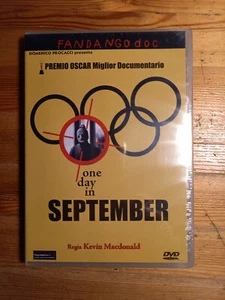 FANDANGO doc
DOMENICO PROCACCI presenta
PREMIO OSCAR Miglior Documentario
one
day
in
SEPTEMBER
Regia Kevin Macdonald
DVD